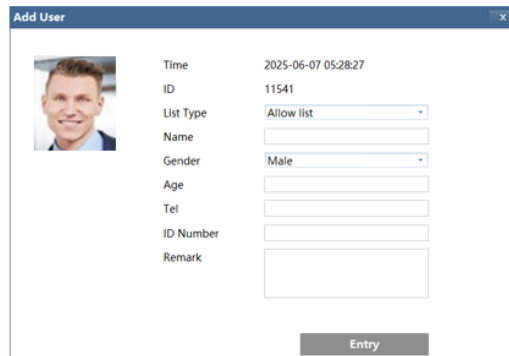 Add User x
Time 2025-06-07 05:28:27
ID 11541
List Type Allow list
Name
Gender Male
Age
Tel
ID Number
Remark
Entry